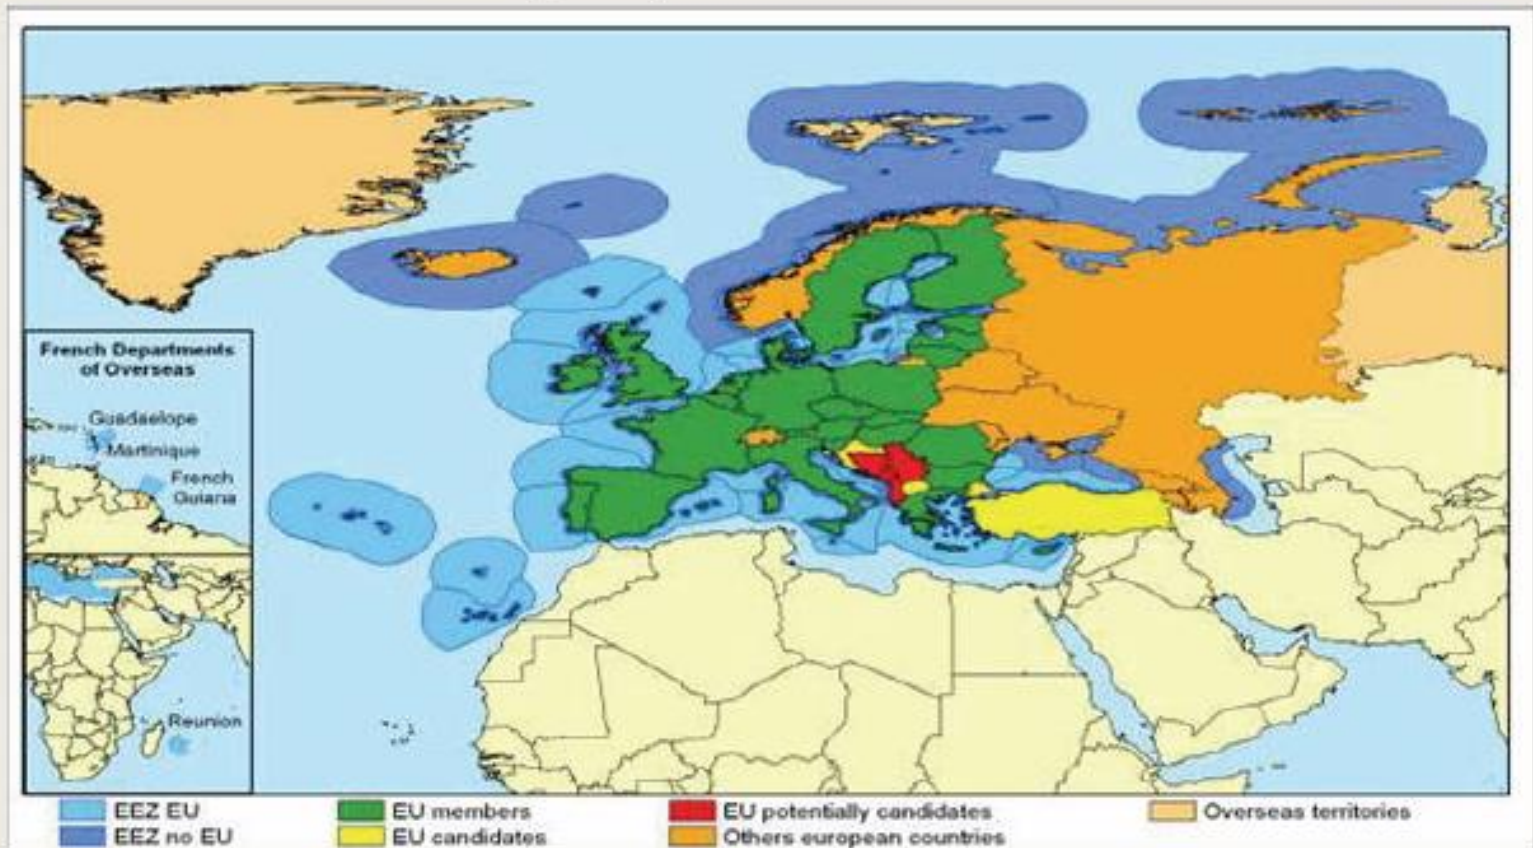 French Departments
of Overseas
Guadaelope
Martinique
French
Guiana
Reunion
EEZ EU
EEZ no EU
EU members
EU candidates
EU potentially candidates
Others european countries
Overseas territories